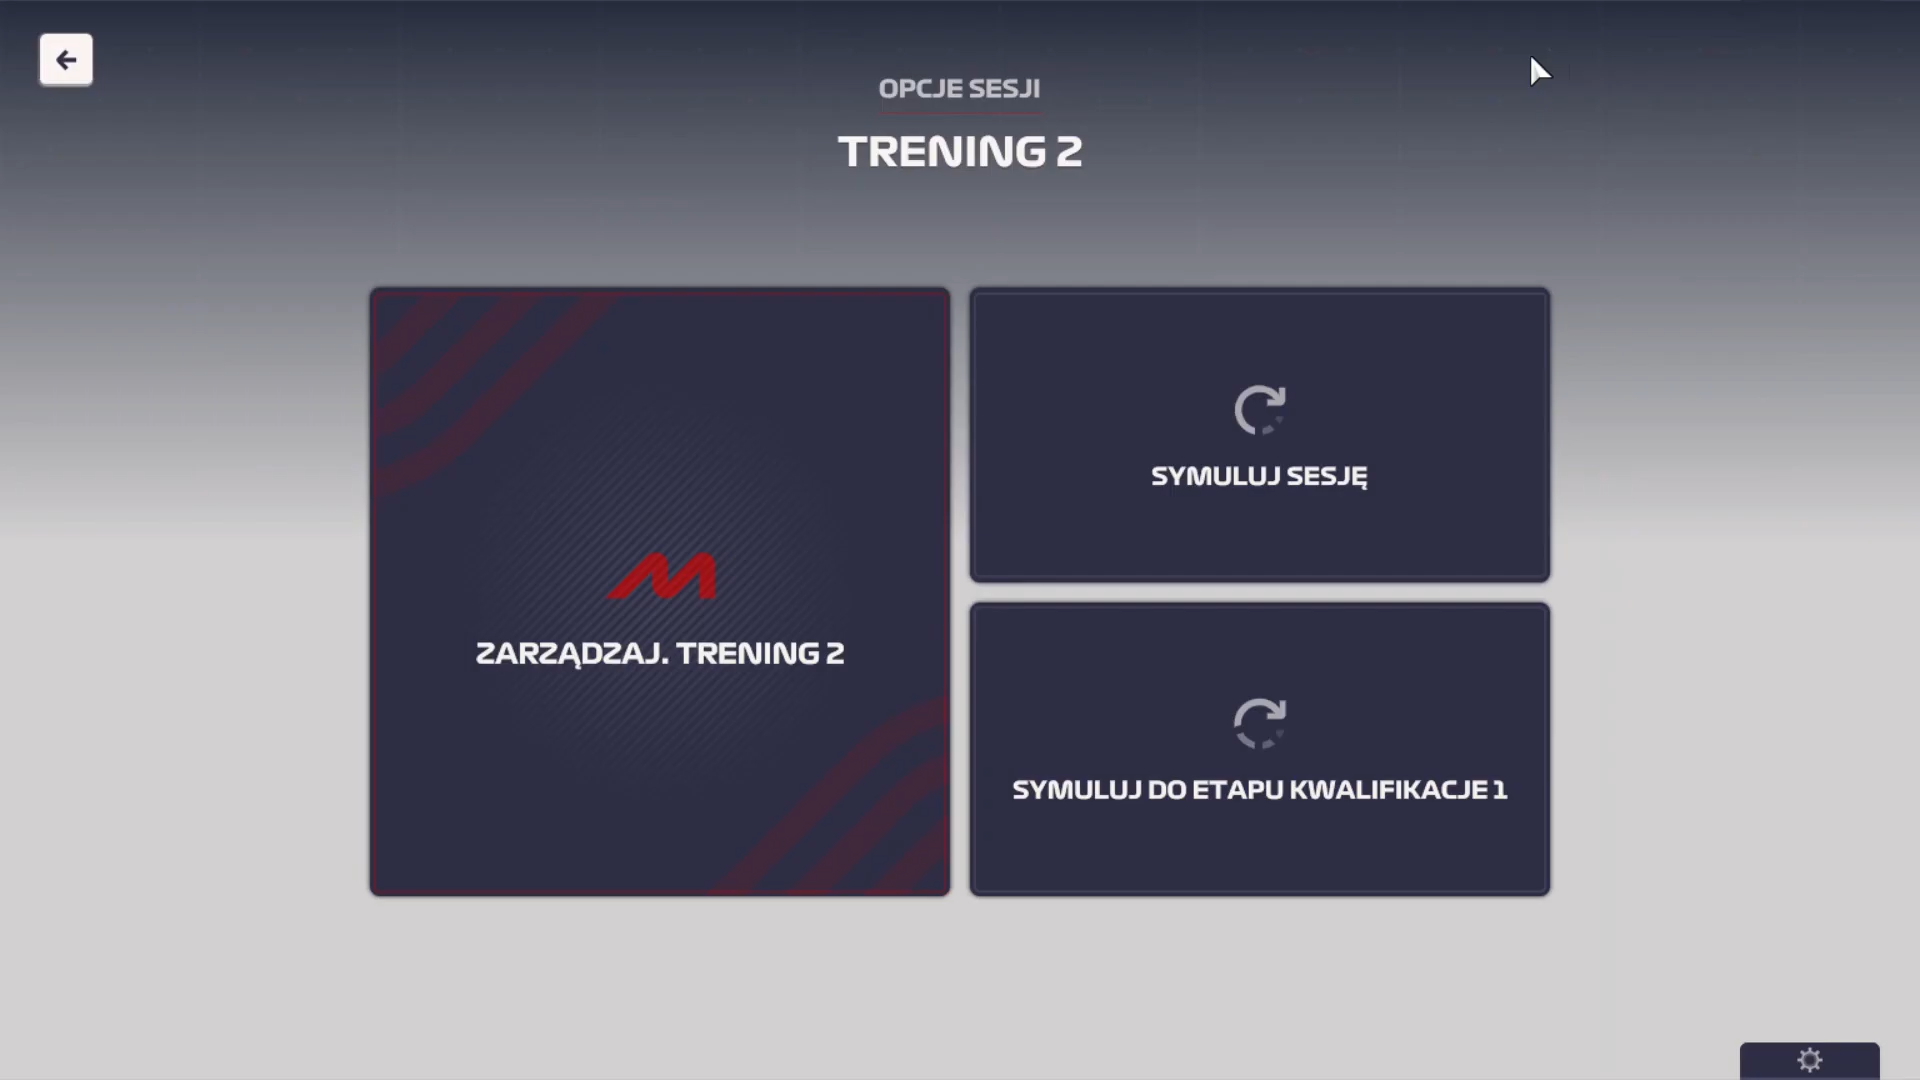 OPCJE SESJI
TRENING 2
ZARZĄDZAJ. TRENING 2
SYMULUJ SESJĘ
SYMULUJ DO ETAPU KWALIFIKACJE 1